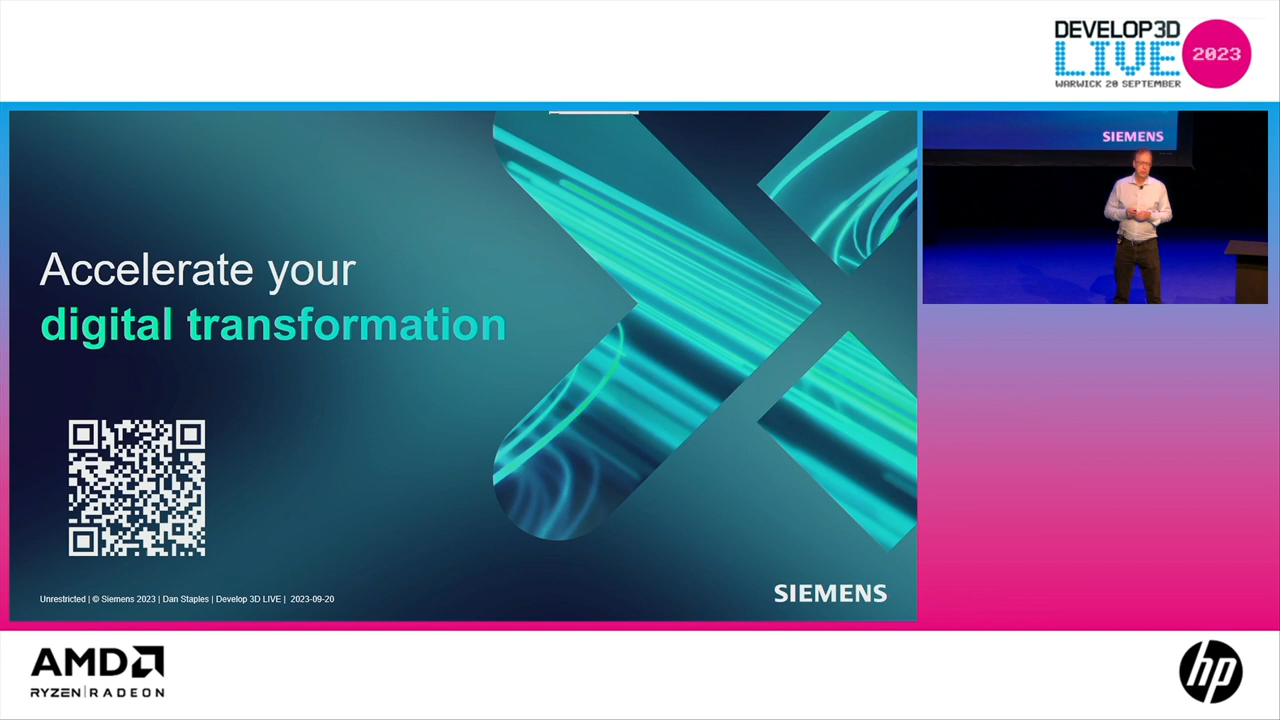 DEVELOP3D
LIVE
2023
WARWICK 20 SEPTEMBER
SIEMENS
Accelerate your
digital transformation
Unrestricted | © Siemens 2023 | Dan Staples | Develop 3D LIVE | 2023-09-20
SIEMENS
AMD
RYZEN | RADEON
hp